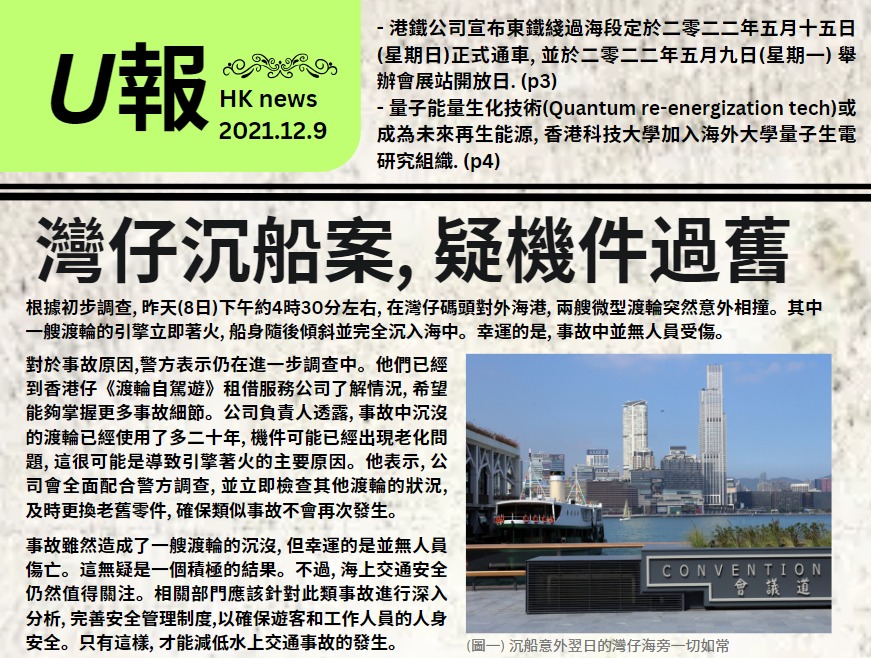 U報
HK news
2021.12.9
- 港鐵公司宣布東鐵綫過海段定於二零二二年五月十五日
(星期日)正式通車, 並於二零二二年五月九日(星期一) 舉
辦會展站開放日. (p3)
- 量子能量生化技術(Quantum re-energization tech)或
成為未來再生能源, 香港科技大學加入海外大學量子生電
研究組織. (p4)
灣仔沉船案, 疑機件過舊
根據初步調查, 昨天(8日)下午約4時30分左右, 在灣仔碼頭對外海港, 兩艘微型渡輪突然意外相撞。其中
一艘渡輪的引擎立即著火, 船身隨後傾斜並完全沉入海中。幸運的是, 事故中並無人員受傷。
對於事故原因,警方表示仍在進一步調查中。他們已經
到香港仔《渡輪自駕遊》租借服務公司了解情況, 希望
能夠掌握更多事故細節。公司負責人透露, 事故中沉沒
的渡輪已經使用了多二十年, 機件可能已經出現老化問
題, 這很可能是導致引擎著火的主要原因。他表示, 公
司會全面配合警方調查, 並立即檢查其他渡輪的狀況,
及時更換老舊零件, 確保類似事故不會再次發生。
事故雖然造成了一艘渡輪的沉沒, 但幸運的是並無人員
傷亡。這無疑是一個積極的結果。不過, 海上交通安全
仍然值得關注。相關部門應該針對此類事故進行深入
分析, 完善安全管理制度,以確保遊客和工作人員的人身
安全。只有這樣, 才能減低水上交通事故的發生。
CONVENTION
會議道
(圖一) 沉船意外翌日的灣仔海旁一切如常